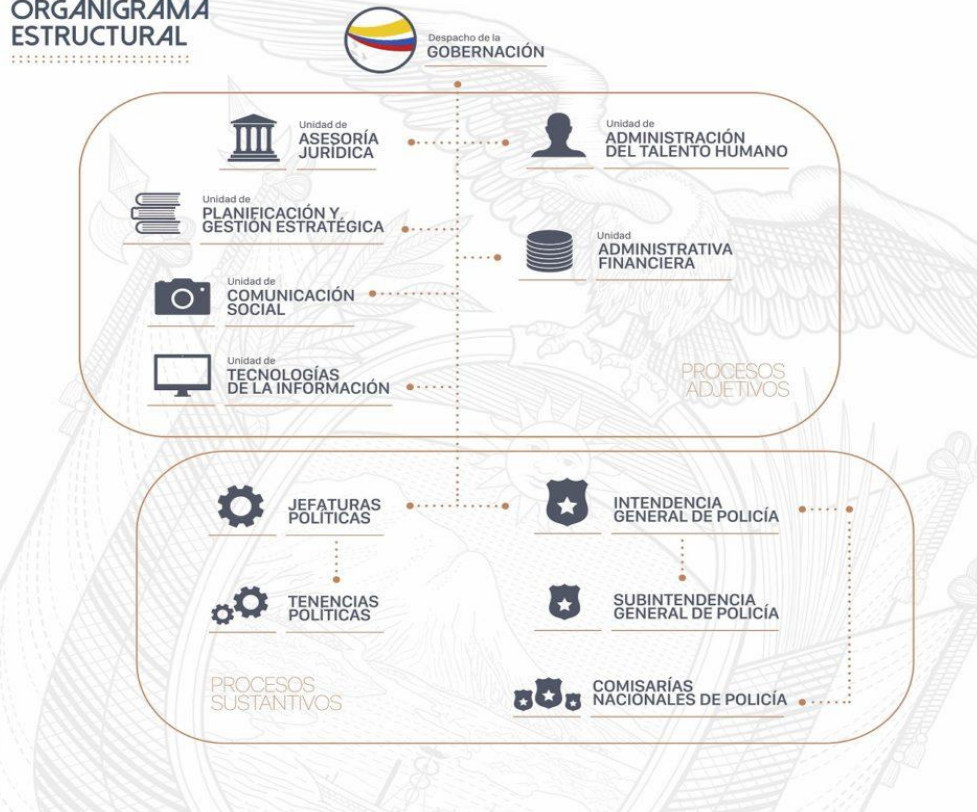 ORGANIGRAMA
ESTRUCTURAL
Despacho de la
GOBERNACIÓN
Unidad de
ASESORÍA
JURÍDICA
Unidad de
ADMINISTRACIÓN
DEL TALENTO HUMANO
Unidad de
PLANIFICACIÓN Y
GESTIÓN ESTRATÉGICA
Unidad
ADMINISTRATIVA
FINANCIERA
Unidad de
COMUNICACIÓN
SOCIAL
Unidad de
TECNOLOGÍAS
DE LA INFORMACIÓN
PROCESOS
ADJETIVOS
JEFATURAS
POLÍTICAS
INTENDENCIA
GENERAL DE POLICÍA
TENENCIAS
POLÍTICAS
SUBINTENDENCIA
GENERAL DE POLICÍA
PROCESOS
SUSTANTIVOS
COMISARÍAS
NACIONALES DE POLICÍA